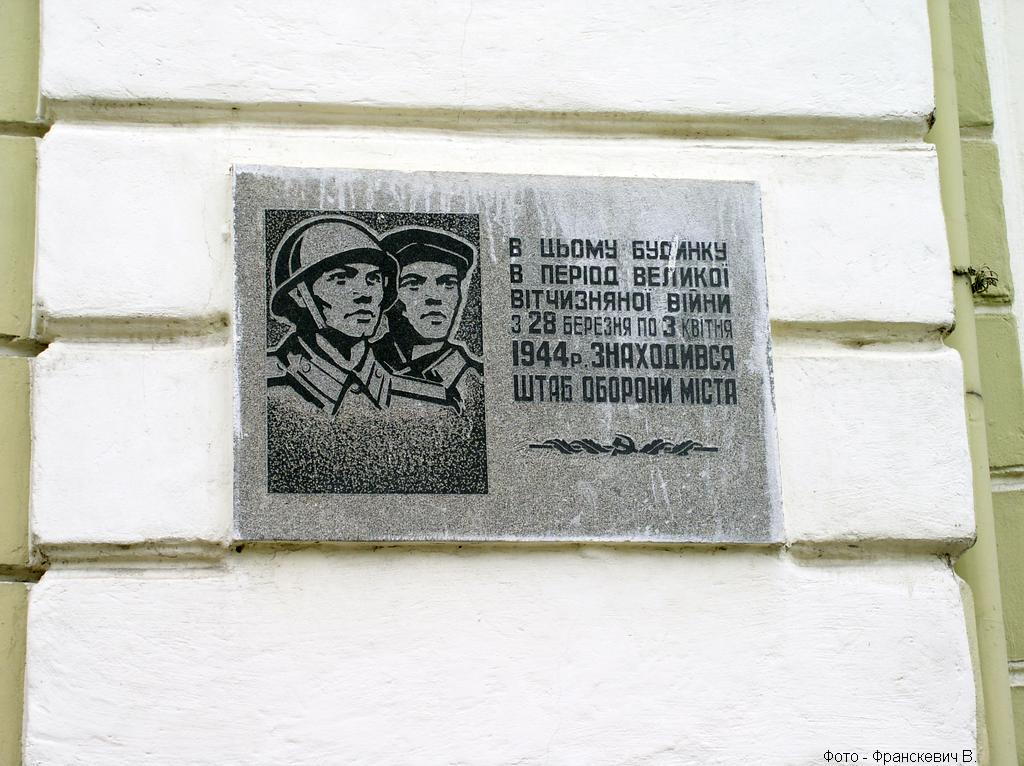 В ЦЬОМУ БУДИНКУ
В ПЕРІОД ВЕЛИКОЇ
ВІТЧИЗНЯНОЇ ВІЙНИ
З 28 БЕРЕЗНЯ ПО 3 КВІТНЯ
1944 р. ЗНАХОДИВСЯ
ШТАБ ОБОРОНИ МІСТА
Фото - Франскевич В.